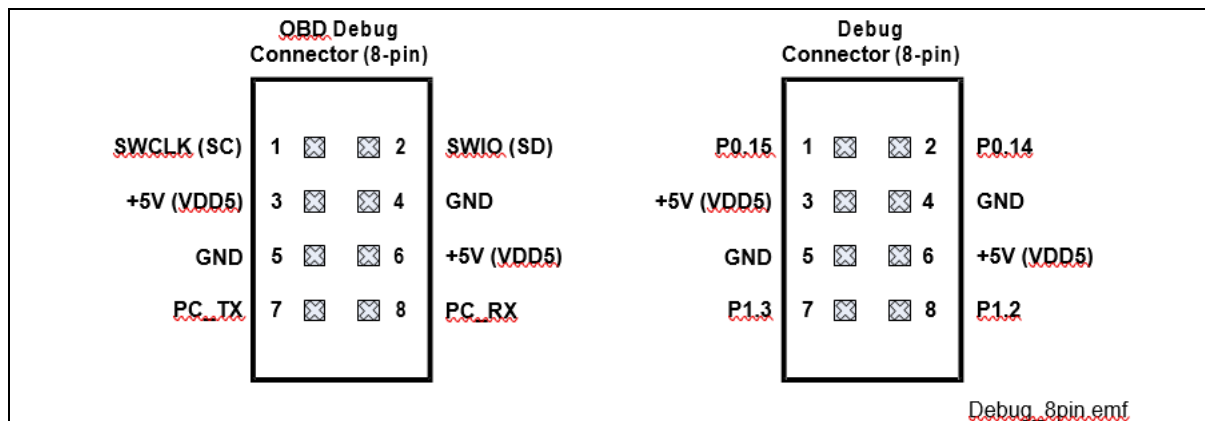 OBD Debug
Connector (8-pin)
SWCLK (SC) 1 2 SWIO (SD)
+5V (VDD5) 3 4 GND
GND 5 6 +5V (VDD5)
PC_TX 7 8 PC_RX
Debug
Connector (8-pin)
P0.15 1 2 P0.14
+5V (VDD5) 3 4 GND
GND 5 6 +5V (VDD5)
P1.3 7 8 P1.2
Debug_8pin.emf